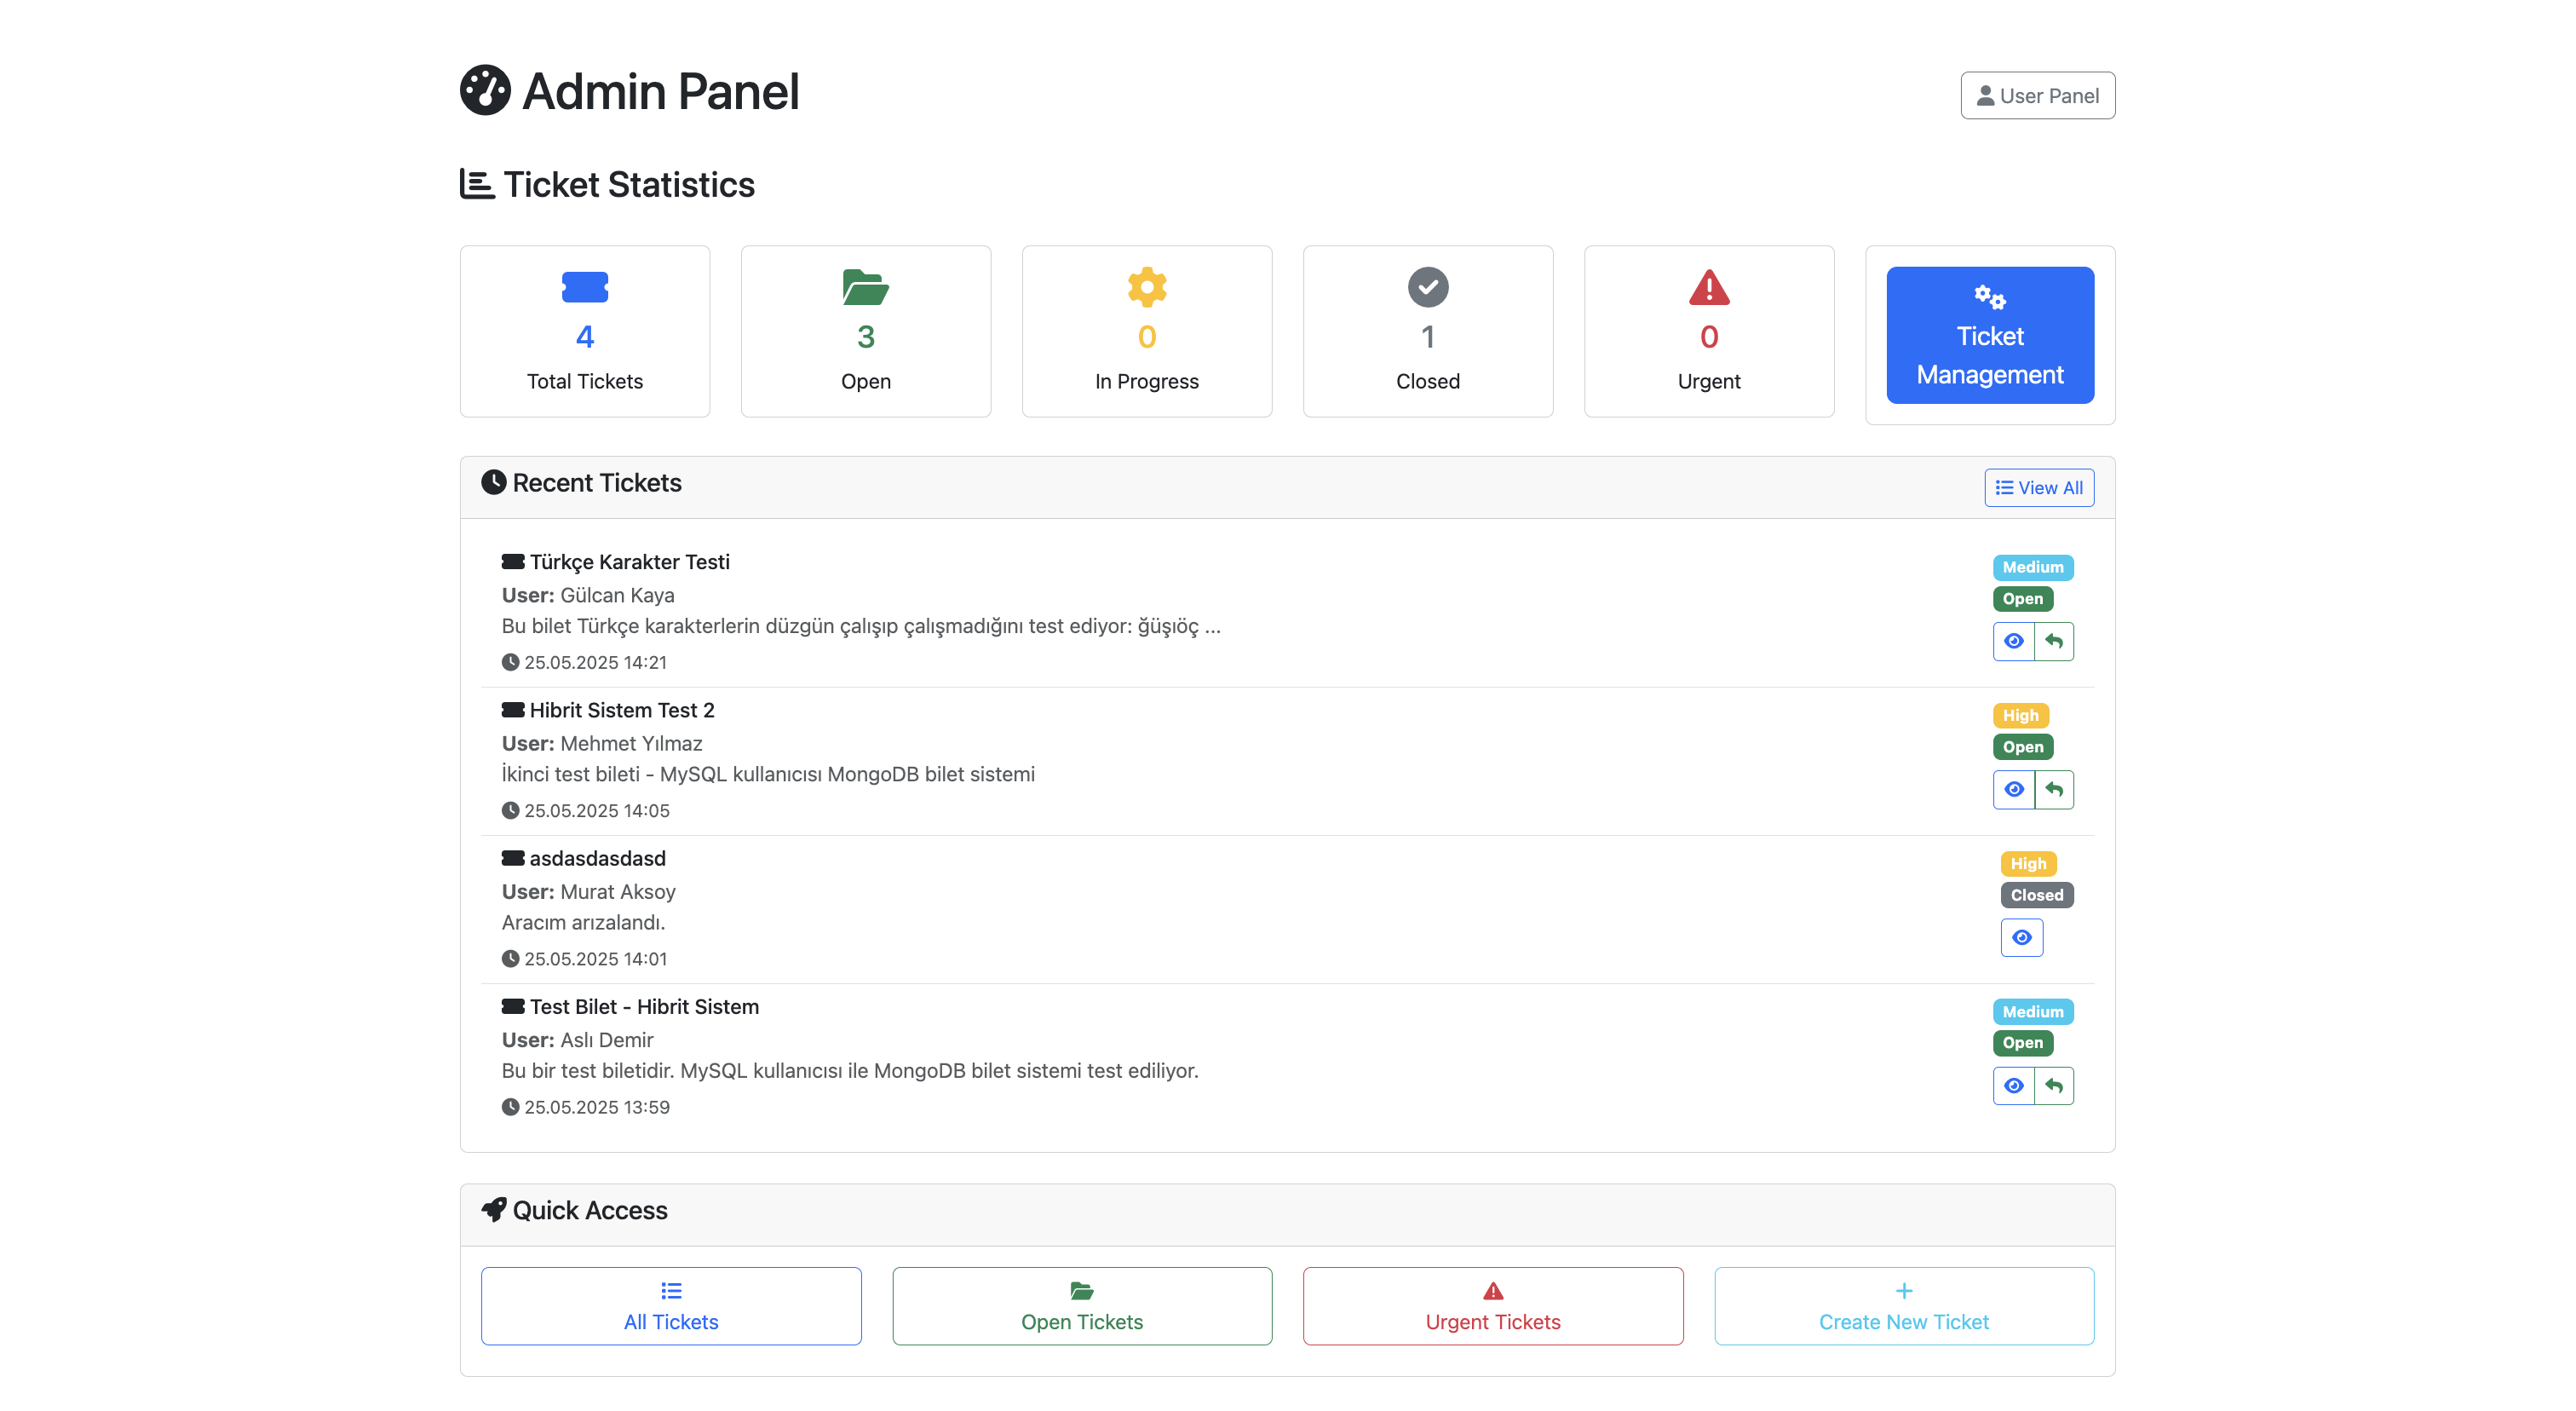 Admin Panel
User Panel
Ticket Statistics
4
Total Tickets
3
Open
0
In Progress
1
Closed
0
Urgent
Ticket
Management
Recent Tickets
View All
Türkçe Karakter Testi
User: Gülcan Kaya
Bu bilet Türkçe karakterlerin düzgün çalışıp çalışmadığını test ediyor: ğüşıöç ...
25.05.2025 14:21
Medium
Open
Hibrit Sistem Test 2
User: Mehmet Yılmaz
İkinci test bileti - MySQL kullanıcısı MongoDB bilet sistemi
25.05.2025 14:05
High
Open
asdasdasdasd
User: Murat Aksoy
Aracım arızalandı.
25.05.2025 14:01
High
Closed
Test Bilet - Hibrit Sistem
User: Aslı Demir
Bu bir test biletidir. MySQL kullanıcısı ile MongoDB bilet sistemi test ediliyor.
25.05.2025 13:59
Medium
Open
Quick Access
All Tickets
Open Tickets
Urgent Tickets
Create New Ticket